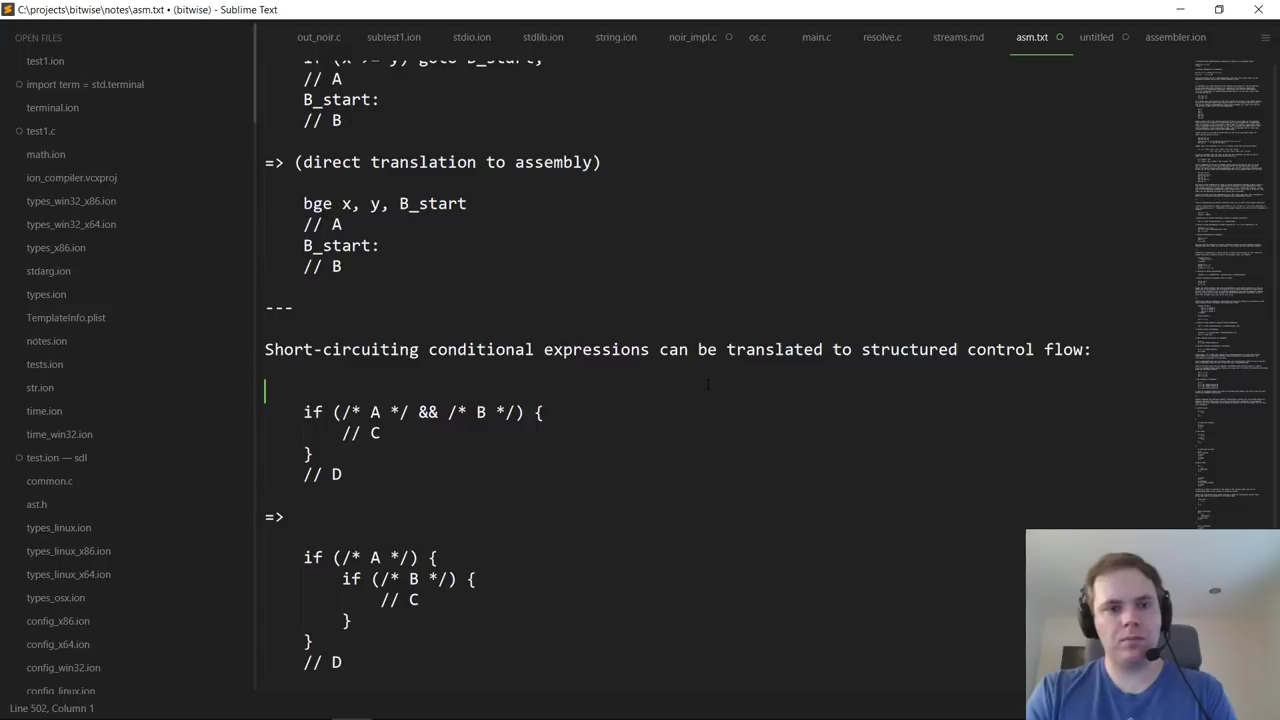 C:\projects\bitwise\notes\asm.txt • (bitwise) - Sublime Text
OPEN FILES
out_noir.c
subtest1.ion
stdio.ion
stdlib.ion
string.ion
noir_impl.c
os.c
main.c
resolve.c
streams.md
asm.txt
untitled
assembler.ion
test1.ion
import term = std.terminal
terminal.ion
test1.c
math.ion
ion_compiler.vcxproj
types_win32_x86.ion
types_win32_x64.ion
types_x86.ion
stdarg.ion
types.ion
TemplateInfo.plist
notes.ion
tests.ion
str.ion
time.ion
time_win32.ion
test.ion — sdl
common.c
ast.h
types_linux.ion
types_linux_x86.ion
types_linux_x64.ion
types_osx.ion
config_x86.ion
config_x64.ion
config_win32.ion
config_linux.ion
if (x >= y) goto B_start;
// A
B_start:
// B
=> (direct translation to assembly)
bge x, y, B_start
// A
B_start:
// B
---
Short-circuiting conditional expressions can be translated to structured control flow:
if (/* A */ && /* B */) {
// C
}
// D
=>
if (/* A */) {
if (/* B */) {
// C
}
}
// D
Line 502, Column 1